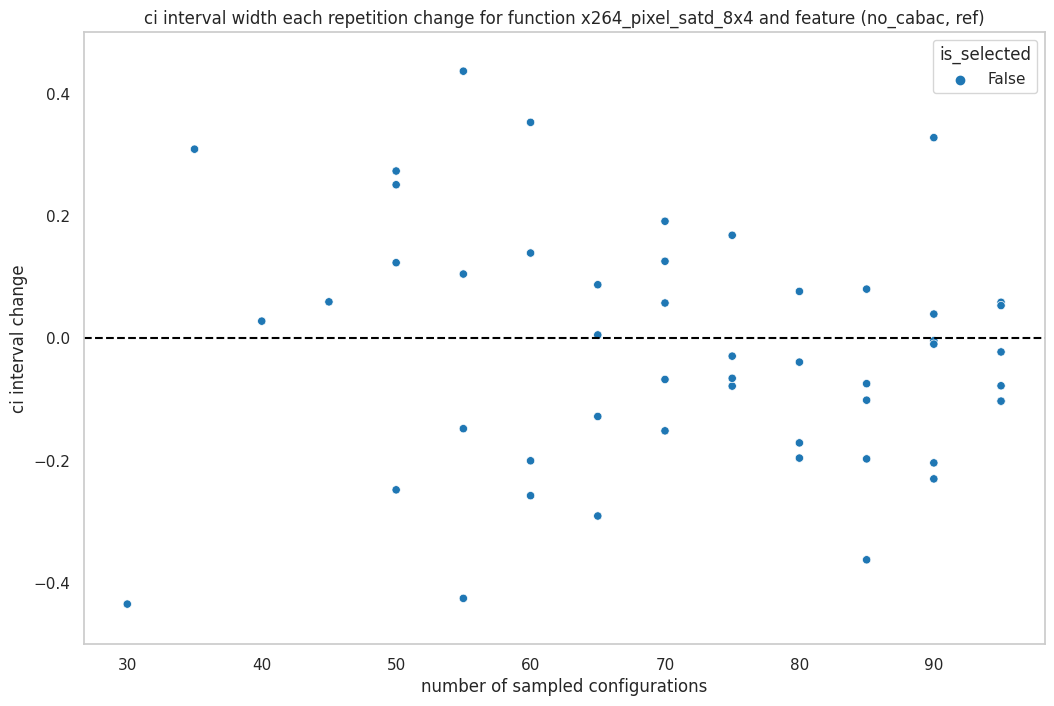 ci interval width each repetition change for function x264_pixel_satd_8x4 and feature (no_cabac, ref)
is_selected
False
0.4
0.2
0.0
−0.2
−0.4
ci interval change
30 40 50 60 70 80 90
number of sampled configurations